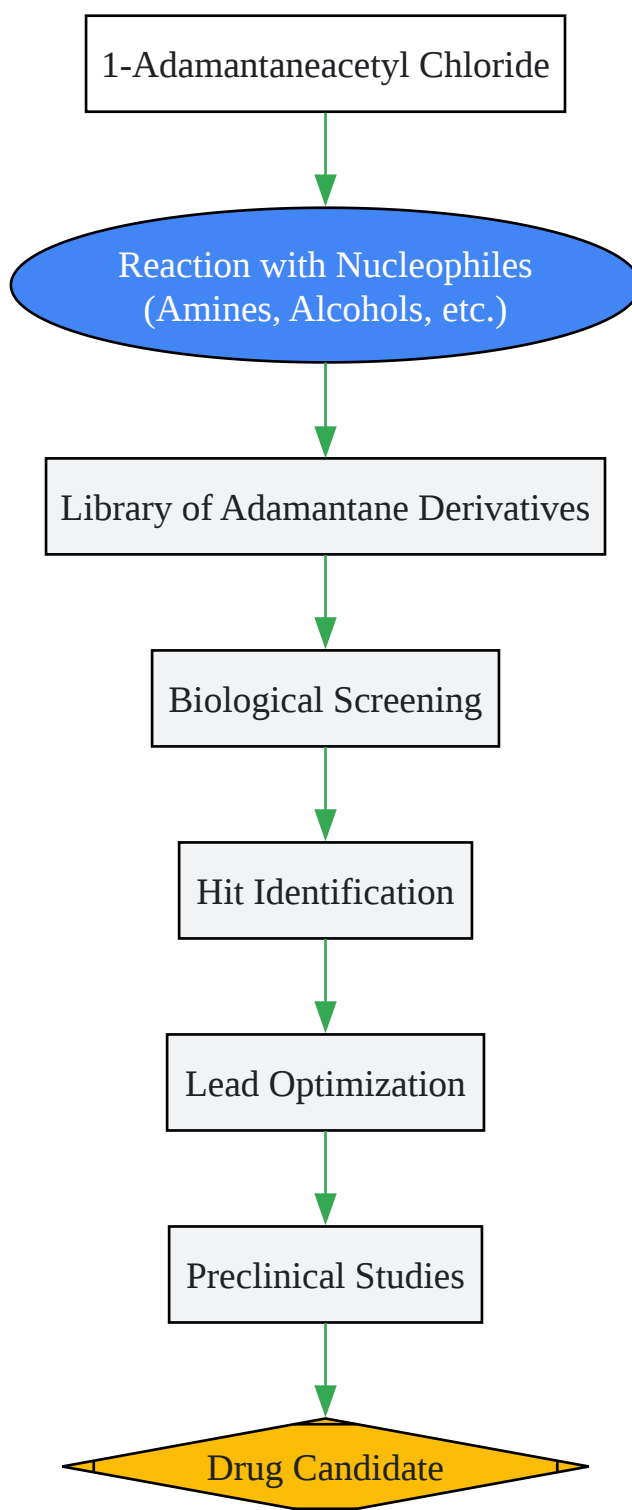 1-Adamantaneacetyl Chloride
Reaction with Nucleophiles
(Amines, Alcohols, etc.)
Library of Adamantane Derivatives
Biological Screening
Hit Identification
Lead Optimization
Preclinical Studies
Drug Candidate